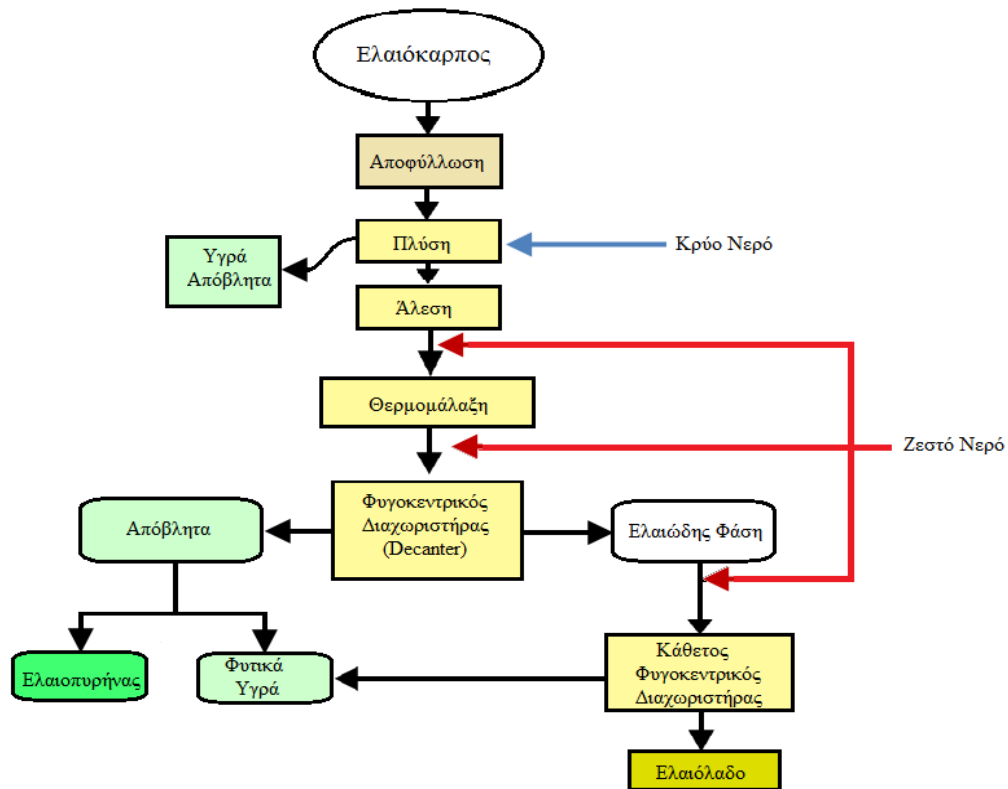 Ελαιόκαρπος
Αποφύλλωση
Πλύση
Κρύο Νερό
Υγρά
Απόβλητα
Άλεση
Θερμομάλαξη
Ζεστό Νερό
Φυγοκεντρικός
Διαχωριστήρας
(Decanter)
Απόβλητα
Ελαιώδης Φάση
Ελαιοπυρήνας
Φυτικά
Υγρά
Κάθετος
Φυγοκεντρικός
Διαχωριστήρας
Ελαιόλαδο